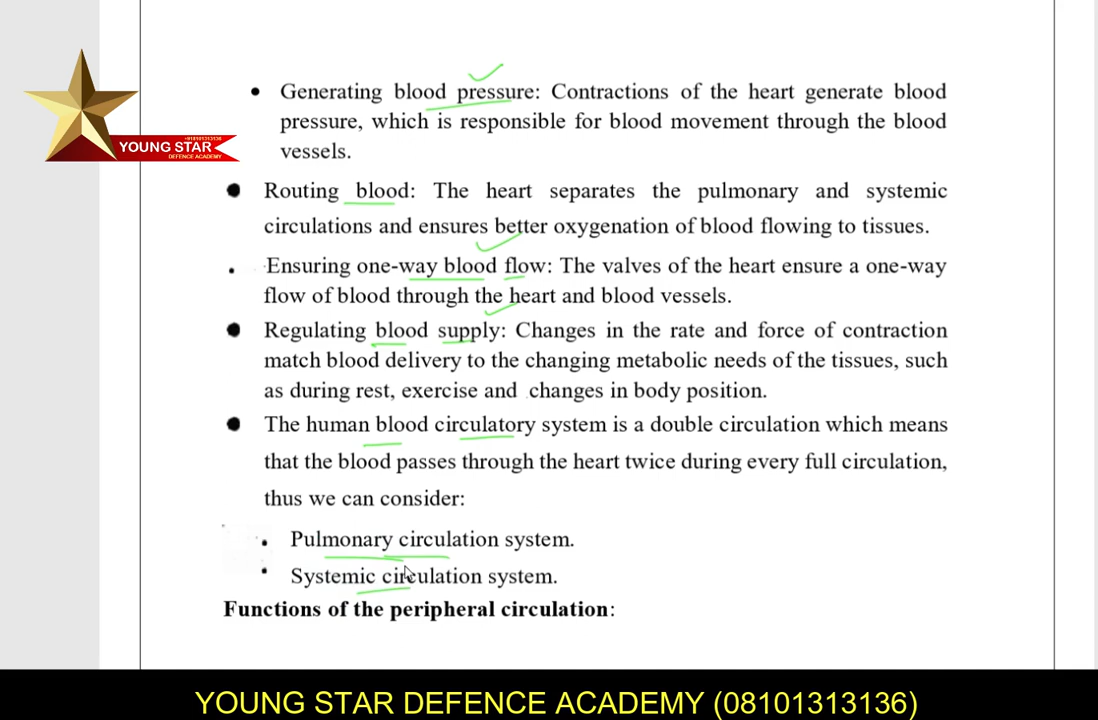 Generating blood pressure: Contractions of the heart generate blood
pressure, which is responsible for blood movement through the blood
vessels.
+918101313136
YOUNG STAR
DEFENCE ACADEMY
Routing blood: The heart separates the pulmonary and systemic
circulations and ensures better oxygenation of blood flowing to tissues.
Ensuring one-way blood flow: The valves of the heart ensure a one-way
flow of blood through the heart and blood vessels.
Regulating blood supply: Changes in the rate and force of contraction
match blood delivery to the changing metabolic needs of the tissues, such
as during rest, exercise and changes in body position.
The human blood circulatory system is a double circulation which means
that the blood passes through the heart twice during every full circulation,
thus we can consider:
Pulmonary circulation system.
Systemic circulation system.
Functions of the peripheral circulation:
YOUNG STAR DEFENCE ACADEMY (08101313136)